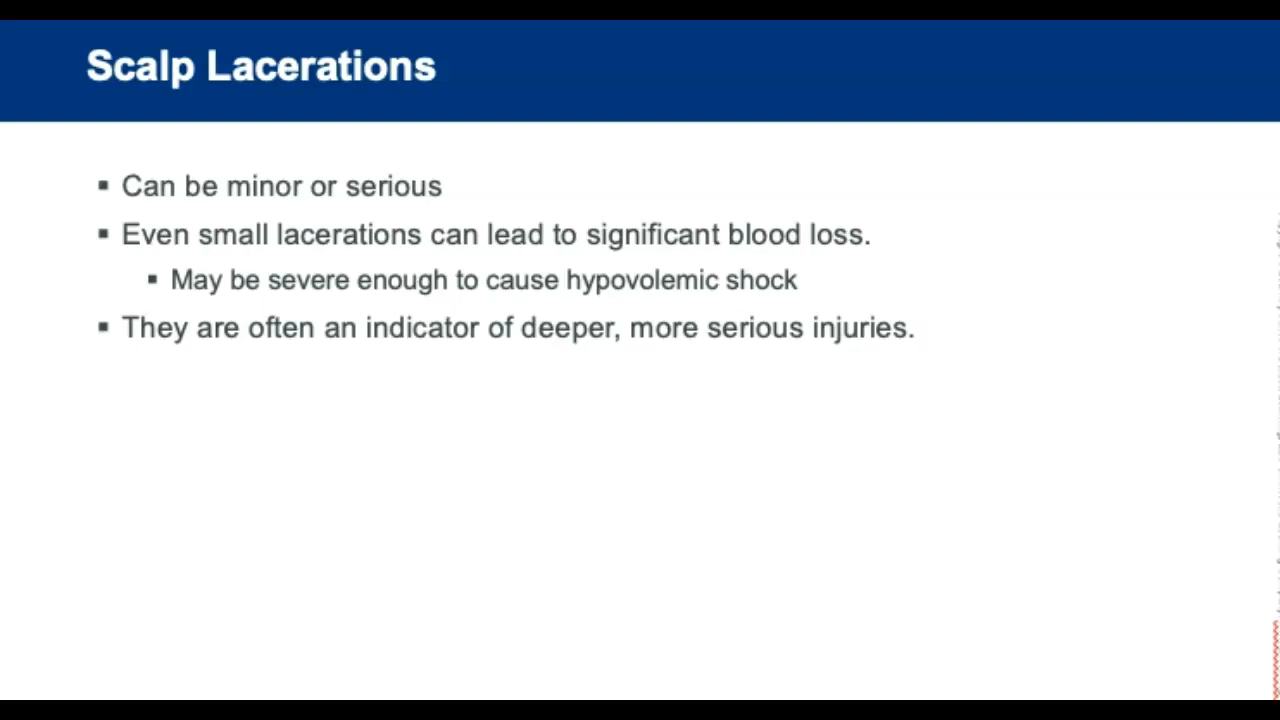 Scalp Lacerations
▪ Can be minor or serious
▪ Even small lacerations can lead to significant blood loss.
▪ May be severe enough to cause hypovolemic shock
▪ They are often an indicator of deeper, more serious injuries.